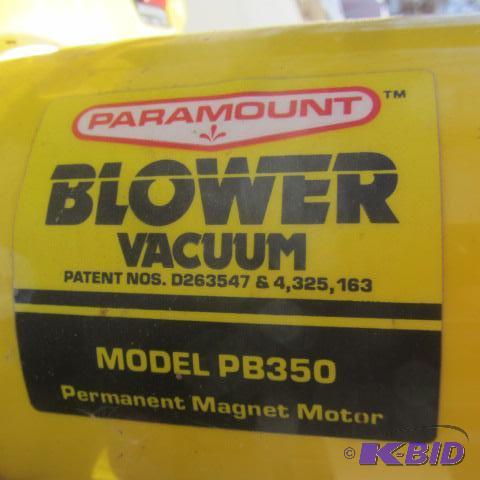 PARAMOUNT ™
BLOWER
VACUUM
PATENT NOS. D263547 & 4,325,163
MODEL PB350
Permanent Magnet Motor
© K-BID